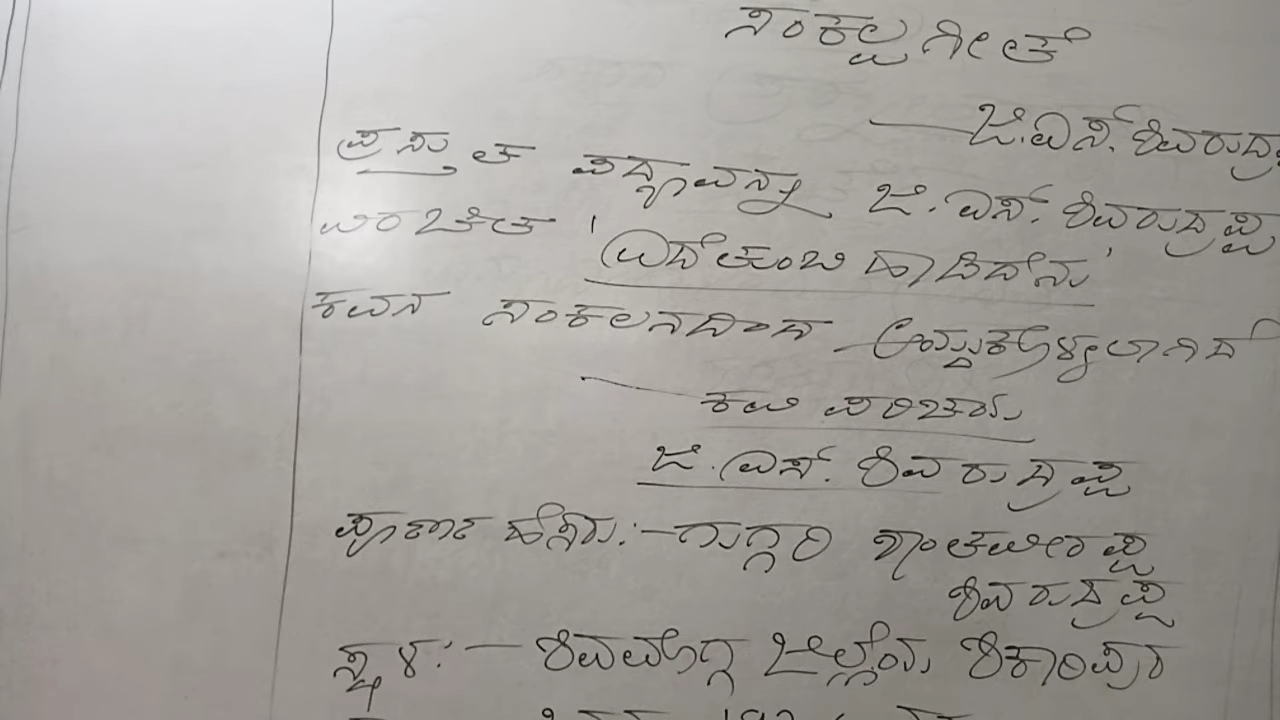 ಸಂಕಲ್ಪ ಗೀತೆ
— ಜಿ.ಎಸ್. ಶಿವರುದ್ರ
ಪ್ರಸ್ತುತ ಪದ್ಯವನ್ನು ಜಿ.ಎಸ್. ಶಿವರುದ್ರಪ್ಪ
ವಿರಚಿತ 'ಎದೆತುಂಬಿ ಹಾಡಿದೆನು'
ಕವನ ಸಂಕಲನದಿಂದ ಆಯ್ದುಕೊಳ್ಳಲಾಗಿದೆ
ಕವಿ ಪರಿಚಯ
ಜಿ.ಎಸ್. ಶಿವರುದ್ರಪ್ಪ
ಪೂರ್ಣ ಹೆಸರು:- ಗುಗ್ಗರಿ ಶಾಂತವೀರಪ್ಪ
ಶಿವರುದ್ರಪ್ಪ
ಸ್ಥಳ:- ಶಿವಮೊಗ್ಗ ಜಿಲ್ಲೆಯ ಶಿಕಾರಿಪುರ